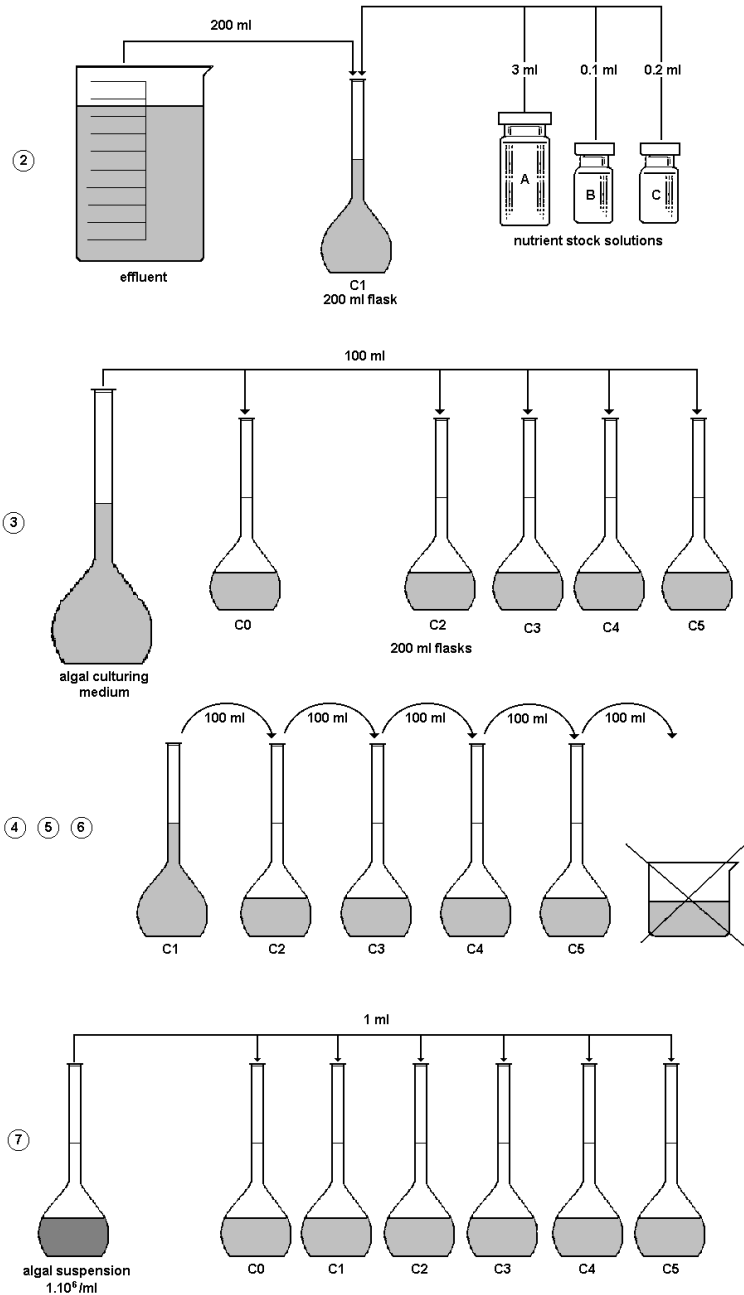 200 ml
3 ml 0.1 ml 0.2 ml
2
A B C
nutrient stock solutions
effluent
C1
200 ml flask
100 ml
3
C0 C2 C3 C4 C5
200 ml flasks
algal culturing
medium
100 ml 100 ml 100 ml 100 ml 100 ml
4 5 6
C1 C2 C3 C4 C5
1 ml
7
algal suspension
1.10⁶/ml
C0 C1 C2 C3 C4 C5